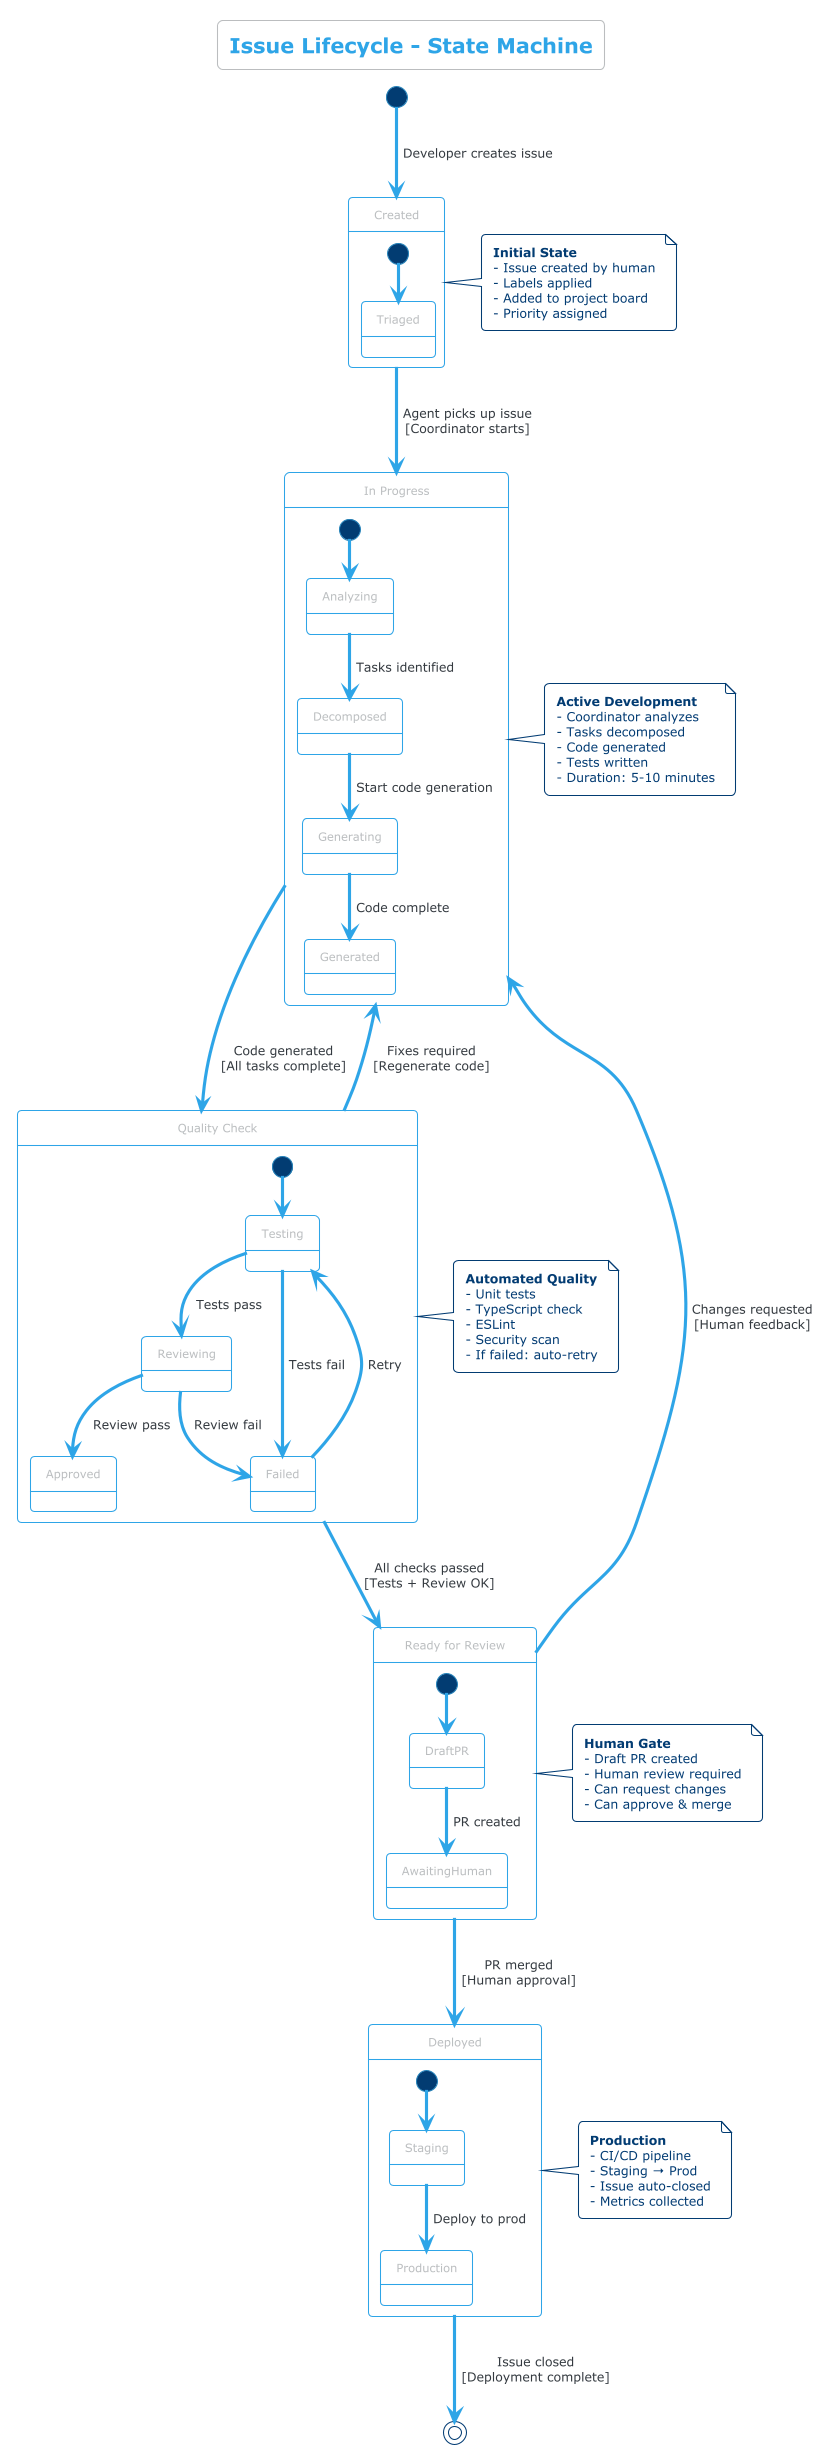 Issue Lifecycle - State Machine
Developer creates issue
Created
Triaged
Initial State
- Issue created by human
- Labels applied
- Added to project board
- Priority assigned
Agent picks up issue
[Coordinator starts]
In Progress
Analyzing
Tasks identified
Decomposed
Start code generation
Generating
Code complete
Generated
Active Development
- Coordinator analyzes
- Tasks decomposed
- Code generated
- Tests written
- Duration: 5-10 minutes
Code generated
[All tasks complete]
Fixes required
[Regenerate code]
Quality Check
Testing
Tests pass
Reviewing
Tests fail
Retry
Review pass
Review fail
Approved
Failed
Automated Quality
- Unit tests
- TypeScript check
- ESLint
- Security scan
- If failed: auto-retry
Changes requested
[Human feedback]
All checks passed
[Tests + Review OK]
Ready for Review
DraftPR
PR created
AwaitingHuman
Human Gate
- Draft PR created
- Human review required
- Can request changes
- Can approve & merge
PR merged
[Human approval]
Deployed
Staging
Deploy to prod
Production
Production
- CI/CD pipeline
- Staging → Prod
- Issue auto-closed
- Metrics collected
Issue closed
[Deployment complete]